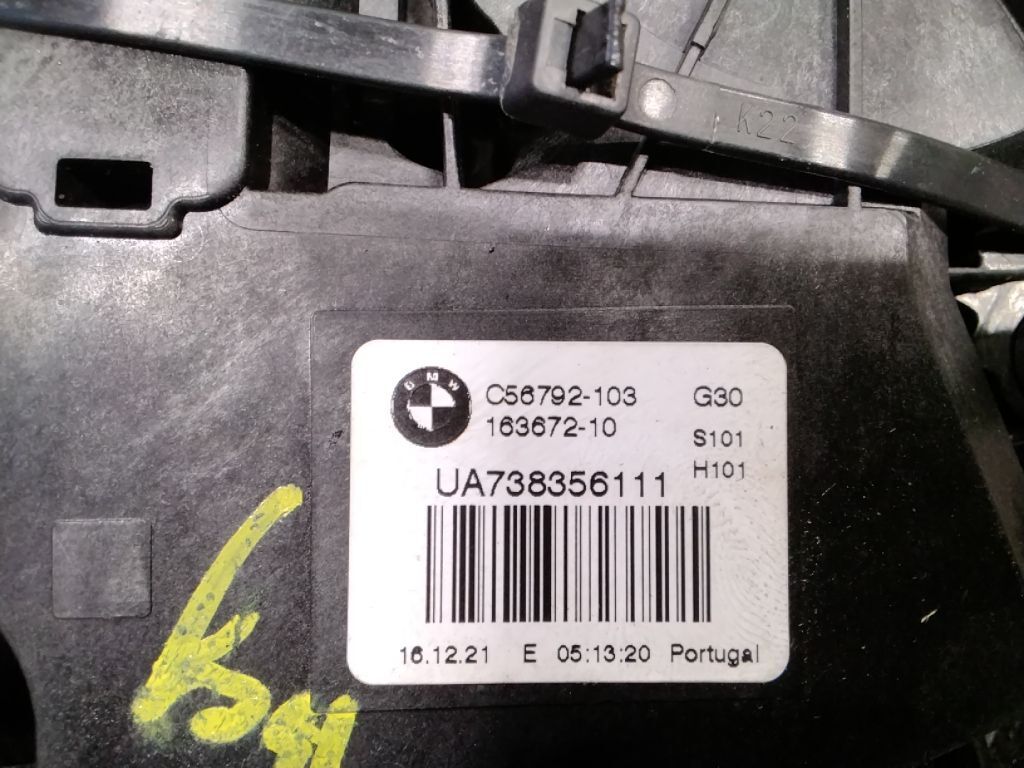 K22
BMW
C56792-103 G30
163672-10 S101
UA738356111 H101
16.12.21 E 05:13:20 Portugal